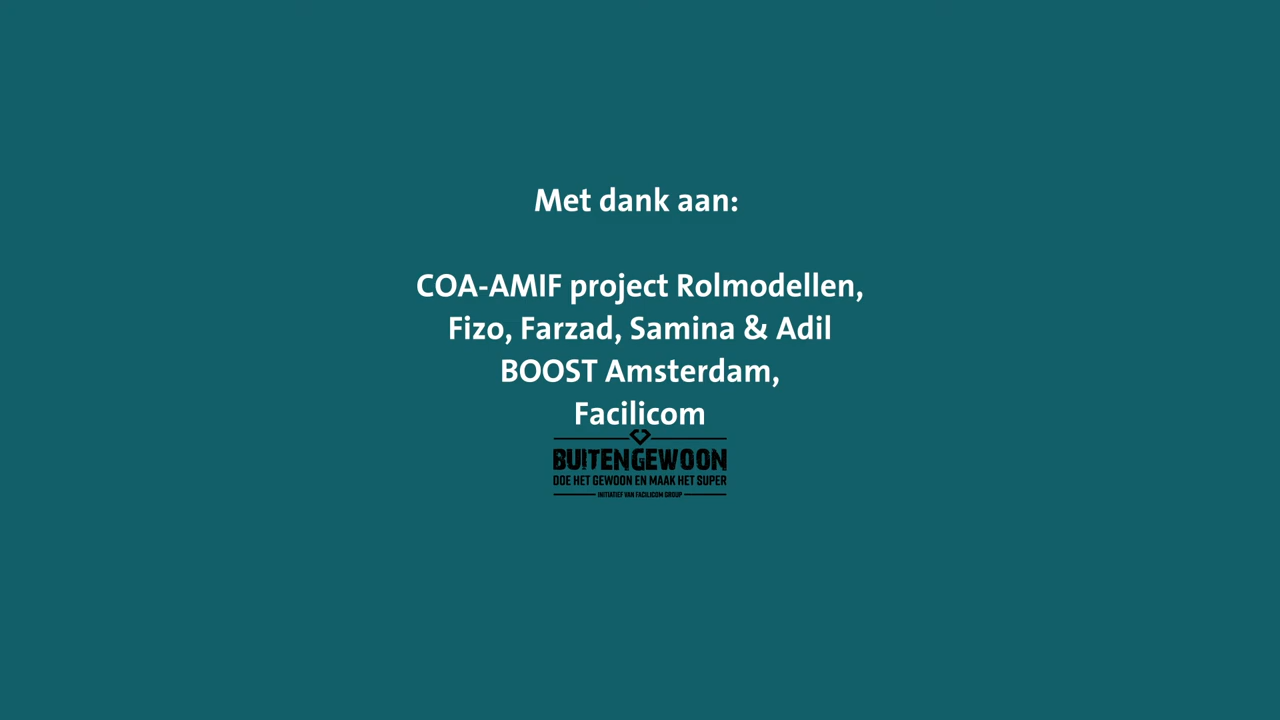 Met dank aan:
COA-AMIF project Rolmodellen,
Fizo, Farzad, Samina & Adil
BOOST Amsterdam,
Facilicom
BUITENGEWOON
DOE HET GEWOON EN MAAK HET SUPER
INITIATIEF VAN FACILICOM GROUP